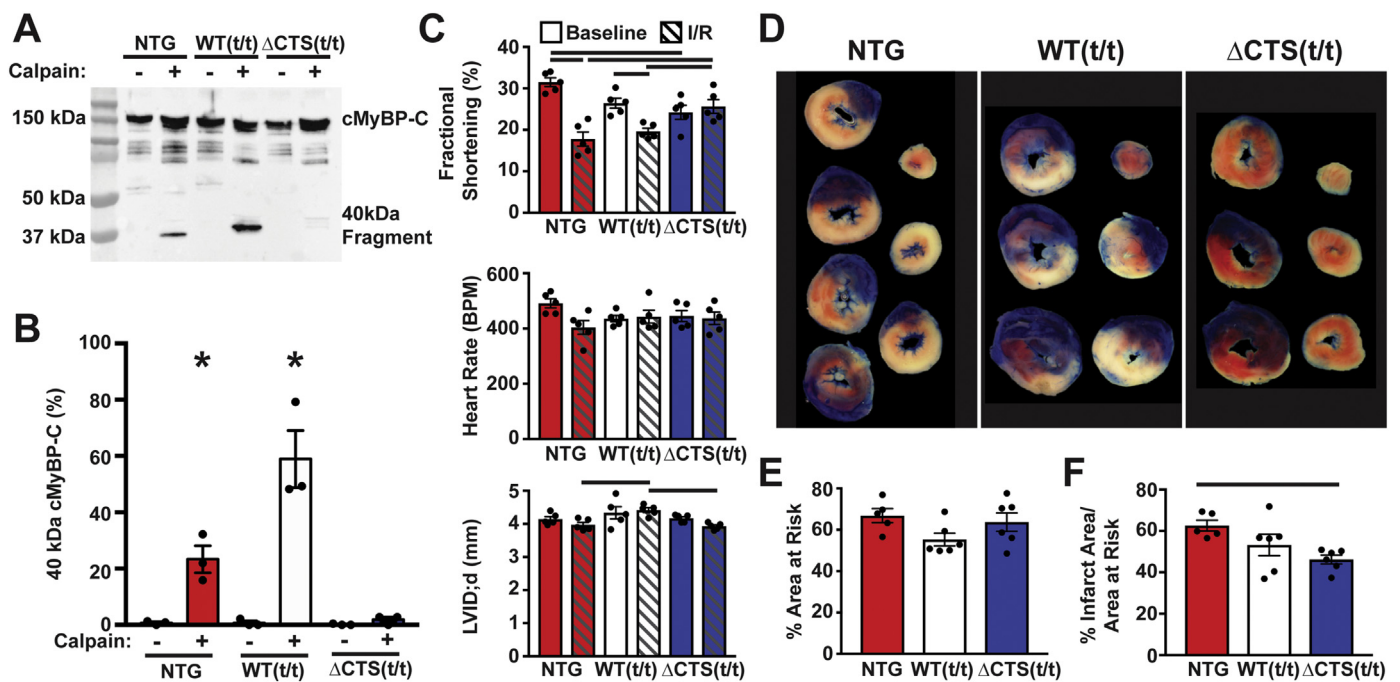 A
NTG WT(t/t) ΔCTS(t/t)
Calpain: - + - + - +
150 kDa
cMyBP-C
50 kDa
40kDa
37 kDa
Fragment
B
40 kDa cMyBP-C (%)
100
80
60
40
20
0
* *
Calpain: - + - + - +
NTG WT(t/t) ΔCTS(t/t)
C
Baseline I/R
Fractional
Shortening (%)
40
30
20
10
0
NTG WT(t/t) ΔCTS(t/t)
Heart Rate (BPM)
600
400
200
0
NTG WT(t/t) ΔCTS(t/t)
LVID;d (mm)
5
4
3
2
1
0
NTG WT(t/t) ΔCTS(t/t)
D
NTG WT(t/t) ΔCTS(t/t)
E
% Area at Risk
80
60
40
20
0
NTG WT(t/t) ΔCTS(t/t)
F
% Infarct Area/
Area at Risk
80
60
40
20
0
NTG WT(t/t) ΔCTS(t/t)